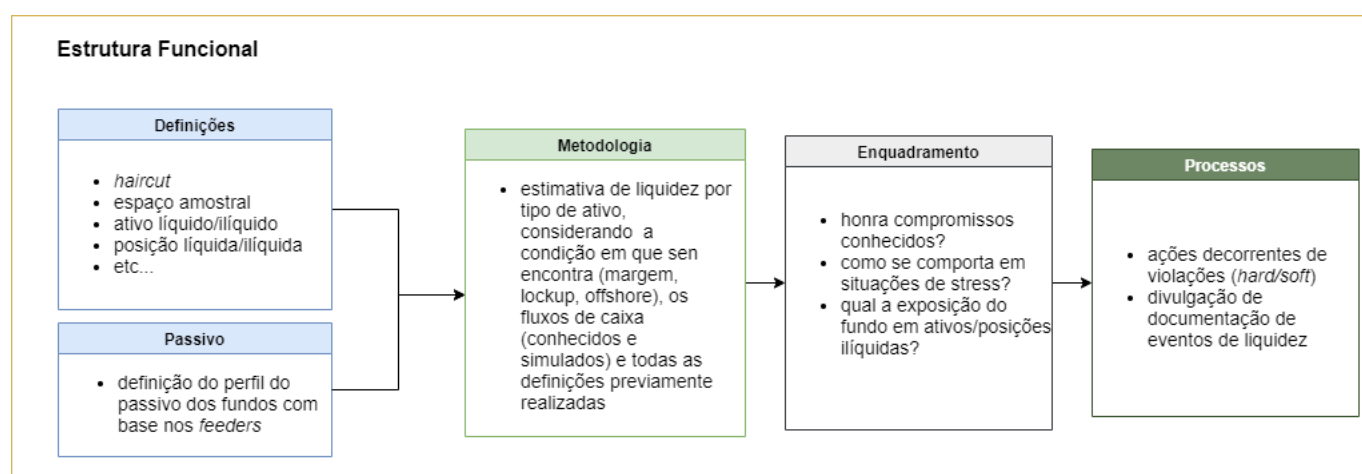 Estrutura Funcional
Definições
• haircut
• espaço amostral
• ativo líquido/ilíquido
• posição líquida/ilíquida
• etc...
Passivo
• definição do perfil do
passivo dos fundos com
base nos feeders
Metodologia
• estimativa de liquidez por
tipo de ativo,
considerando a
condição em que sen
encontra (margem,
lockup, offshore), os
fluxos de caixa
(conhecidos e
simulados) e todas as
definições previamente
realizadas
Enquadramento
• honra compromissos
conhecidos?
• como se comporta em
situações de stress?
• qual a exposição do
fundo em ativos/posições
ilíquidas?
Processos
• ações decorrentes de
violações (hard/soft)
• divulgação de
documentação de
eventos de liquidez